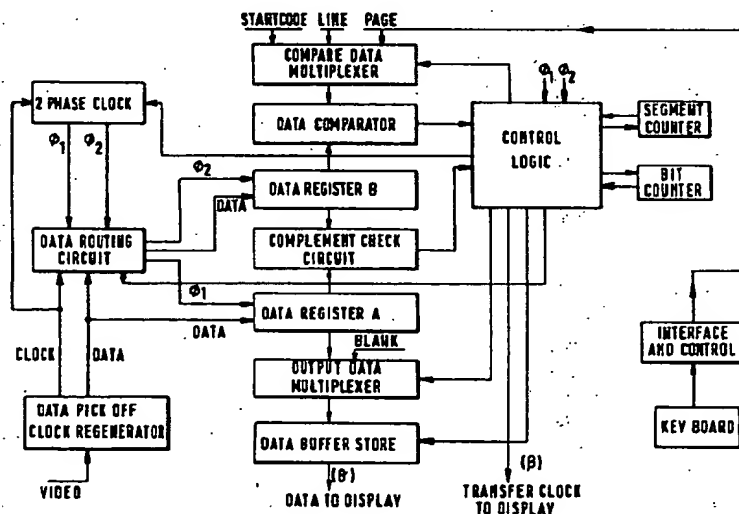 STARTCODE LINE PAGE
COMPARE DATA
MULTIPLEXER
2 PHASE CLOCK
Φ1 Φ2
DATA COMPARATOR
CONTROL
LOGIC
SEGMENT
COUNTER
Φ1 Φ2
Φ2
DATA REGISTER B
DATA
BIT
COUNTER
DATA ROUTING
CIRCUIT
COMPLEMENT CHECK
CIRCUIT
Φ1
DATA REGISTER A
DATA
BLANK
CLOCK DATA
OUTPUT DATA
MULTIPLEXER
INTERFACE
AND CONTROL
DATA PICK OFF
CLOCK REGENERATOR
DATA BUFFER STORE
KEY BOARD
VIDEO
(β)
DATA TO DISPLAY
TRANSFER CLOCK
TO DISPLAY